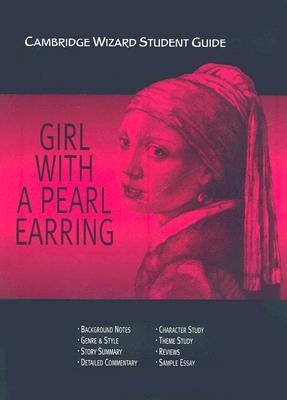 CAMBRIDGE WIZARD STUDENT GUIDE
GIRL
WITH
A PEARL
EARRING
· BACKGROUND NOTES
· GENRE & STYLE
· STORY SUMMARY
· DETAILED COMMENTARY
· CHARACTER STUDY
· THEME STUDY
· REVIEWS
· SAMPLE ESSAY